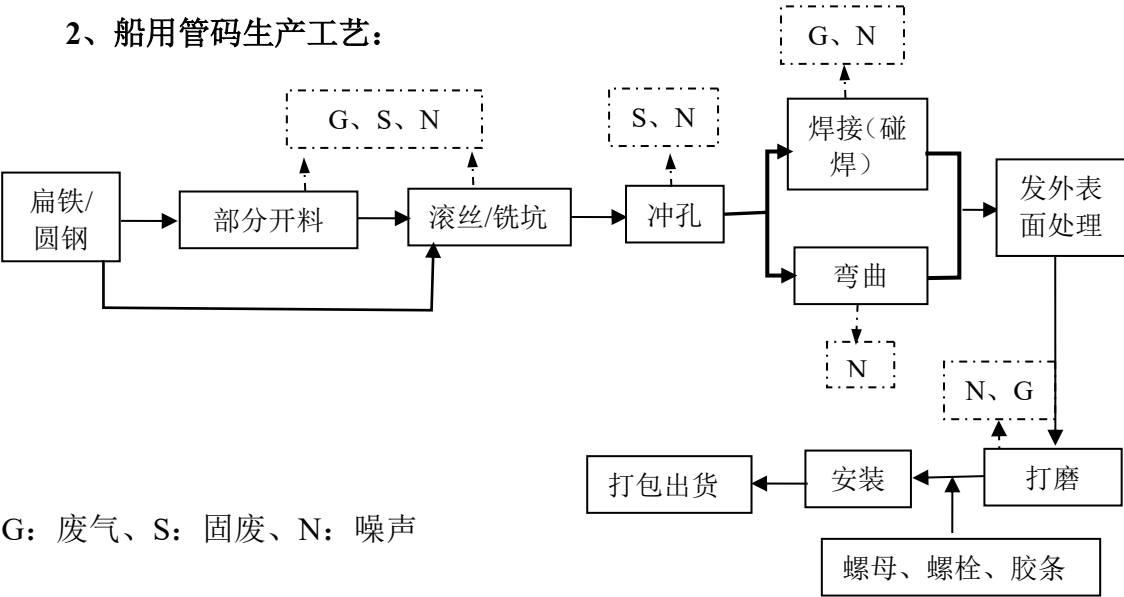 2、船用管码生产工艺：
G、N
G、S、N
S、N
焊接（碰
焊）
扁铁/
圆钢
部分开料
滚丝/铣坑
冲孔
发外表
面处理
弯曲
N
N、G
打包出货
安装
打磨
G：废气、S：固废、N：噪声
螺母、螺栓、胶条